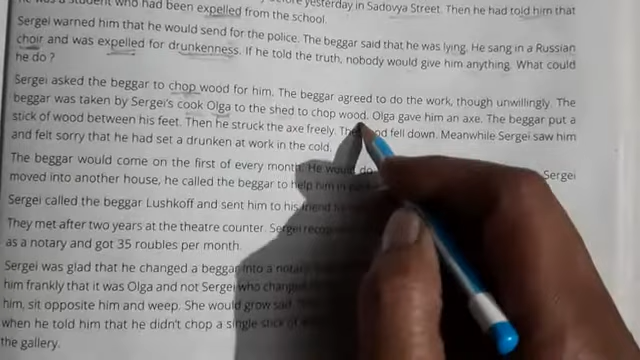 was a student who had been expelled from the school.
yesterday in Sadovya Street. Then he had told him that
Sergei warned him that he would send for the police. The beggar said that he was lying. He sang in a Russian
choir and was expelled for drunkenness. If he told the truth, nobody would give him anything. What could
he do ?
Sergei asked the beggar to chop wood for him. The beggar agreed to do the work, though unwillingly. The
beggar was taken by Sergei's cook Olga to the shed to chop wood. Olga gave him an axe. The beggar put a
stick of wood between his feet. Then he struck the axe freely. The fell down. Meanwhile Sergei saw him
and felt sorry that he had set a drunken at work in the cold.
The beggar would come on the first of every month. He would do Sergei
moved into another house, he called the beggar to help him in
Sergei called the beggar Lushkoff and sent him to his friend
They met after two years at the theatre counter. Sergei
as a notary and got 35 roubles per month.
Sergei was glad that he changed a beggar into a
him frankly that it was Olga and not Sergei who changed
him, sit opposite him and weep. She would grow sad.
when he told him that he didn't chop a single stick of
the gallery.